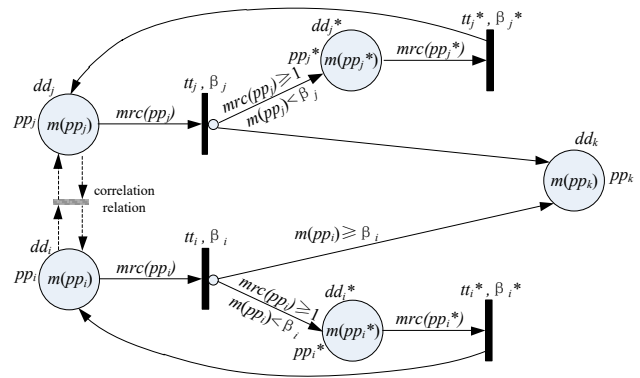 dd_j*
tt_j*, β_j*
pp_j*
m(pp_j*)
mrc(pp_j*)
dd_j
tt_j, β_j
mrc(pp_j)≥1
m(pp_j)<β_j
pp_j
m(pp_j)
mrc(pp_j)
dd_k
m(pp_k)
pp_k
correlation
relation
dd_i
tt_i, β_i
m(pp_i)≥β_i
pp_i
m(pp_i)
mrc(pp_i)
mrc(pp_i)≥1
m(pp_i)<β_i
dd_i*
tt_i*, β_i*
m(pp_i*)
mrc(pp_i*)
pp_i*